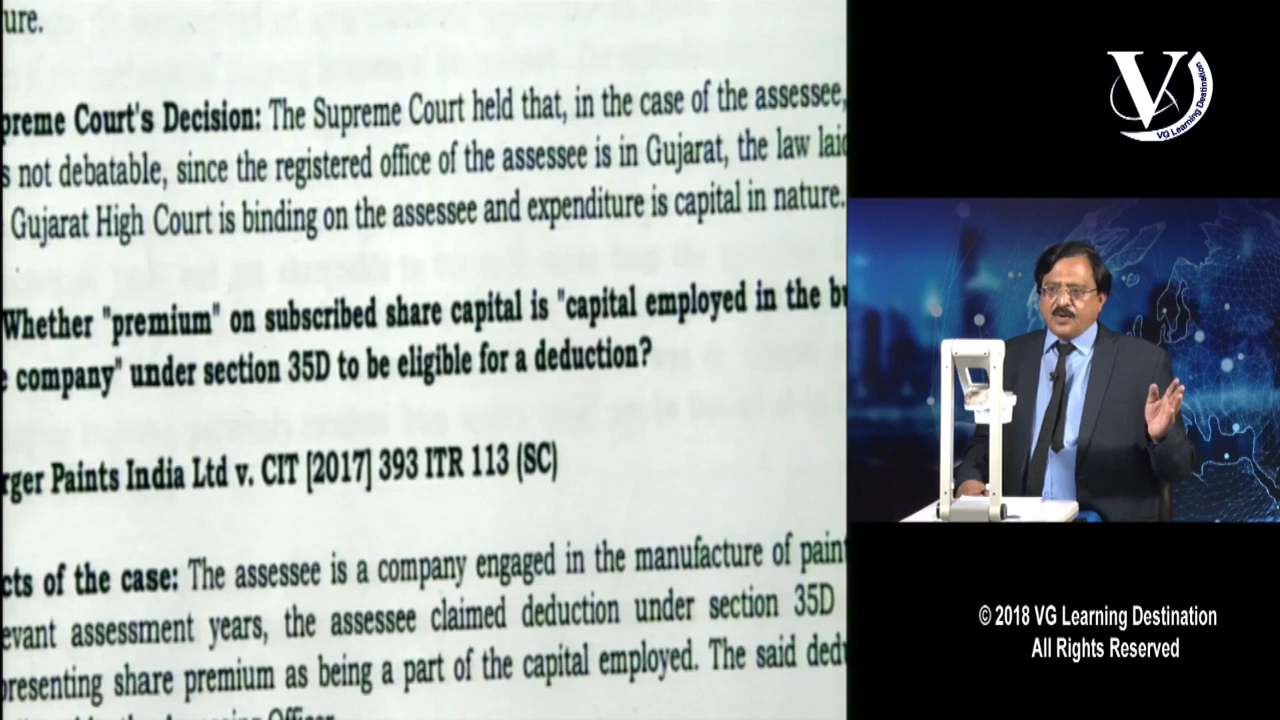 ure.
preme Court's Decision: The Supreme Court held that, in the case of the assessee,
s not debatable, since the registered office of the assessee is in Gujarat, the law laid
Gujarat High Court is binding on the assessee and expenditure is capital in nature.
Whether "premium" on subscribed share capital is "capital employed in the bu
e company" under section 35D to be eligible for a deduction?
rger Paints India Ltd v. CIT [2017] 393 ITR 113 (SC)
cts of the case: The assessee is a company engaged in the manufacture of paint
evant assessment years, the assessee claimed deduction under section 35D
presenting share premium as being a part of the capital employed. The said dedu
Officer
V
VG Learning Destination
© 2018 VG Learning Destination
All Rights Reserved